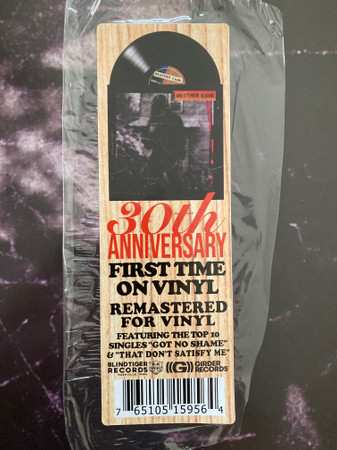 30th
ANNIVERSARY
FIRST TIME
ON VINYL
REMASTERED
FOR VINYL
FEATURING THE TOP 10
SINGLES "GOT NO SHAME"
& "THAT DON'T SATISFY ME"
BLINDTIGER
RECORDS
G
GIRDER
RECORDS
7 65105 15956 4